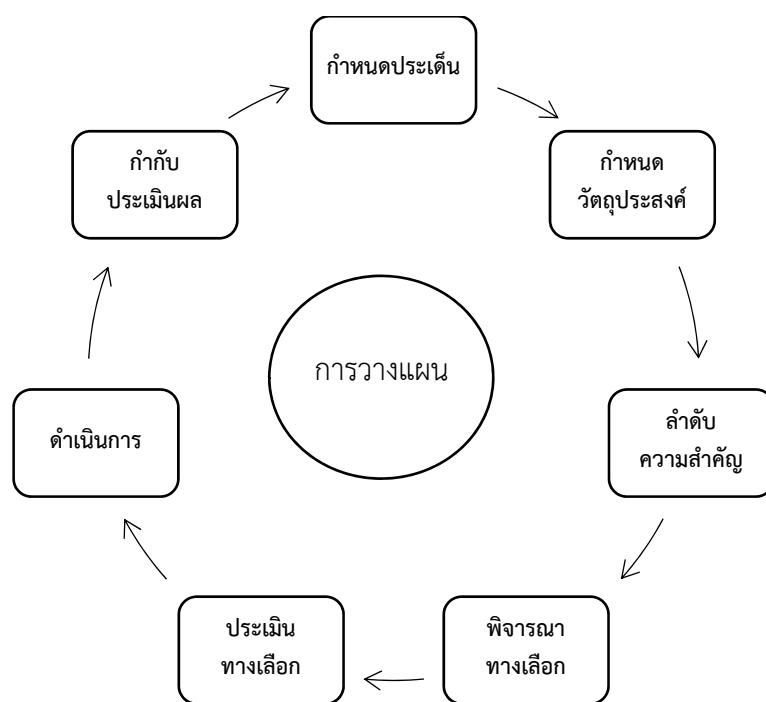 กำหนดประเด็น
กำหนด
วัตถุประสงค์
ลำดับ
ความสำคัญ
พิจารณา
ทางเลือก
ประเมิน
ทางเลือก
ดำเนินการ
กำกับ
ประเมินผล
การวางแผน